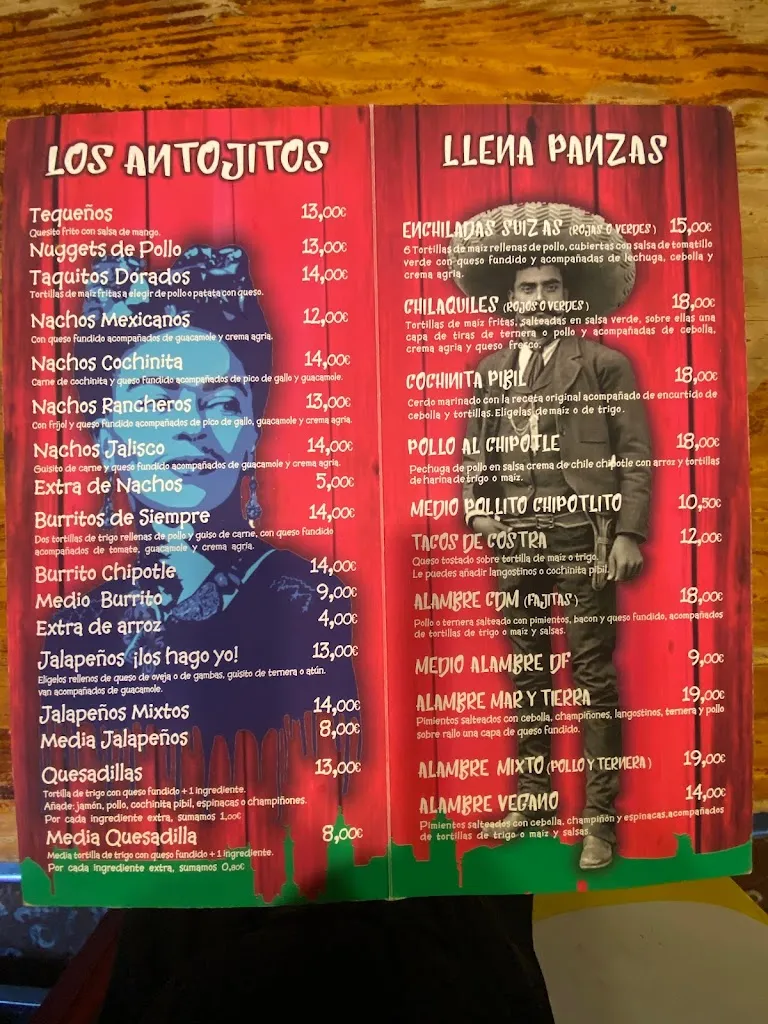 LOS ANTOJITOS
Tequeños 13,00€
Quesito frito con salsa de mango.
Nuggets de Pollo 13,00€
Taquitos Dorados 14,00€
Tortillas de maíz fritas a elegir de pollo o patata con queso.
Nachos Mexicanos 12,00€
Con queso fundido acompañados de guacamole y crema agria.
Nachos Cochinita 14,00€
Carne de cochinita y queso fundido acompañados de pico de gallo y guacamole.
Nachos Rancheros 13,00€
Con frijol y queso fundido acompañados de pico de gallo, guacamole y crema agria.
Nachos Jalisco 14,00€
Guisito de carne y queso fundido acompañados de guacamole y crema agria.
Extra de Nachos 5,00€
Burritos de Siempre 14,00€
Dos tortillas de trigo rellenas de pollo y guiso de carne, con queso fundido
acompañados de tomate, guacamole y crema agria.
Burrito Chipotle 14,00€
Medio Burrito 9,00€
Extra de arroz 4,00€
Jalapeños ¡los hago yo! 13,00€
Elígelos rellenos de queso de oveja o de gambas, guisito de ternera o atún.
van acompañados de guacamole.
Jalapeños Mixtos 14,00€
Media Jalapeños 8,00€
Quesadillas 13,00€
Tortilla de trigo con queso fundido + 1 ingrediente.
Añade: jamón, pollo, cochinita pibil, espinacas o champiñones.
Por cada ingrediente extra, sumamos 1,00€
Media Quesadilla 8,00€
Media tortilla de trigo con queso fundido + 1 ingrediente.
Por cada ingrediente extra, sumamos 0,80€
LLENA PANZAS
ENCHILADAS SUIZAS (ROJAS O VERDES) 15,00€
6 Tortillas de maíz rellenas de pollo, cubiertas con salsa de tomatillo
verde con queso fundido y acompañadas de lechuga, cebolla y
crema agria.
CHILAQUILES (ROJOS O VERDES) 18,00€
Tortillas de maíz fritas, salteadas en salsa verde, sobre ellas una
capa de tiras de ternera o pollo y acompañadas de cebolla,
crema agria y queso fresco.
COCHINITA PIBIL 18,00€
Cerdo marinado con la receta original acompañado de encurtido de
cebolla y tortillas. Elígelas de maíz o de trigo.
POLLO AL CHIPOTLE 18,00€
Pechuga de pollo en salsa crema de chile chipotle con arroz y tortillas
de harina de trigo o maíz.
MEDIO POLLITO CHIPOTLITO 10,50€
TACOS DE COSTRA 12,00€
Queso tostado sobre tortilla de maíz o trigo.
Le puedes añadir langostinos o cochinita pibil.
ALAMBRE CDM (FAJITAS) 18,00€
Pollo o ternera salteado con pimientos, bacon y queso fundido, acompañados
de tortillas de trigo o maíz y salsas.
MEDIO ALAMBRE DF 9,00€
ALAMBRE MAR Y TIERRA 19,00€
Pimientos salteados con cebolla, champiñones, langostinos, ternera y pollo
sobre rallo una capa de queso fundido.
ALAMBRE MIXTO (POLLO Y TERNERA) 19,00€
ALAMBRE VEGANO 14,00€
Pimientos salteados con cebolla, champiñón y espinacas, acompañados
de tortillas de trigo o maíz y salsas.